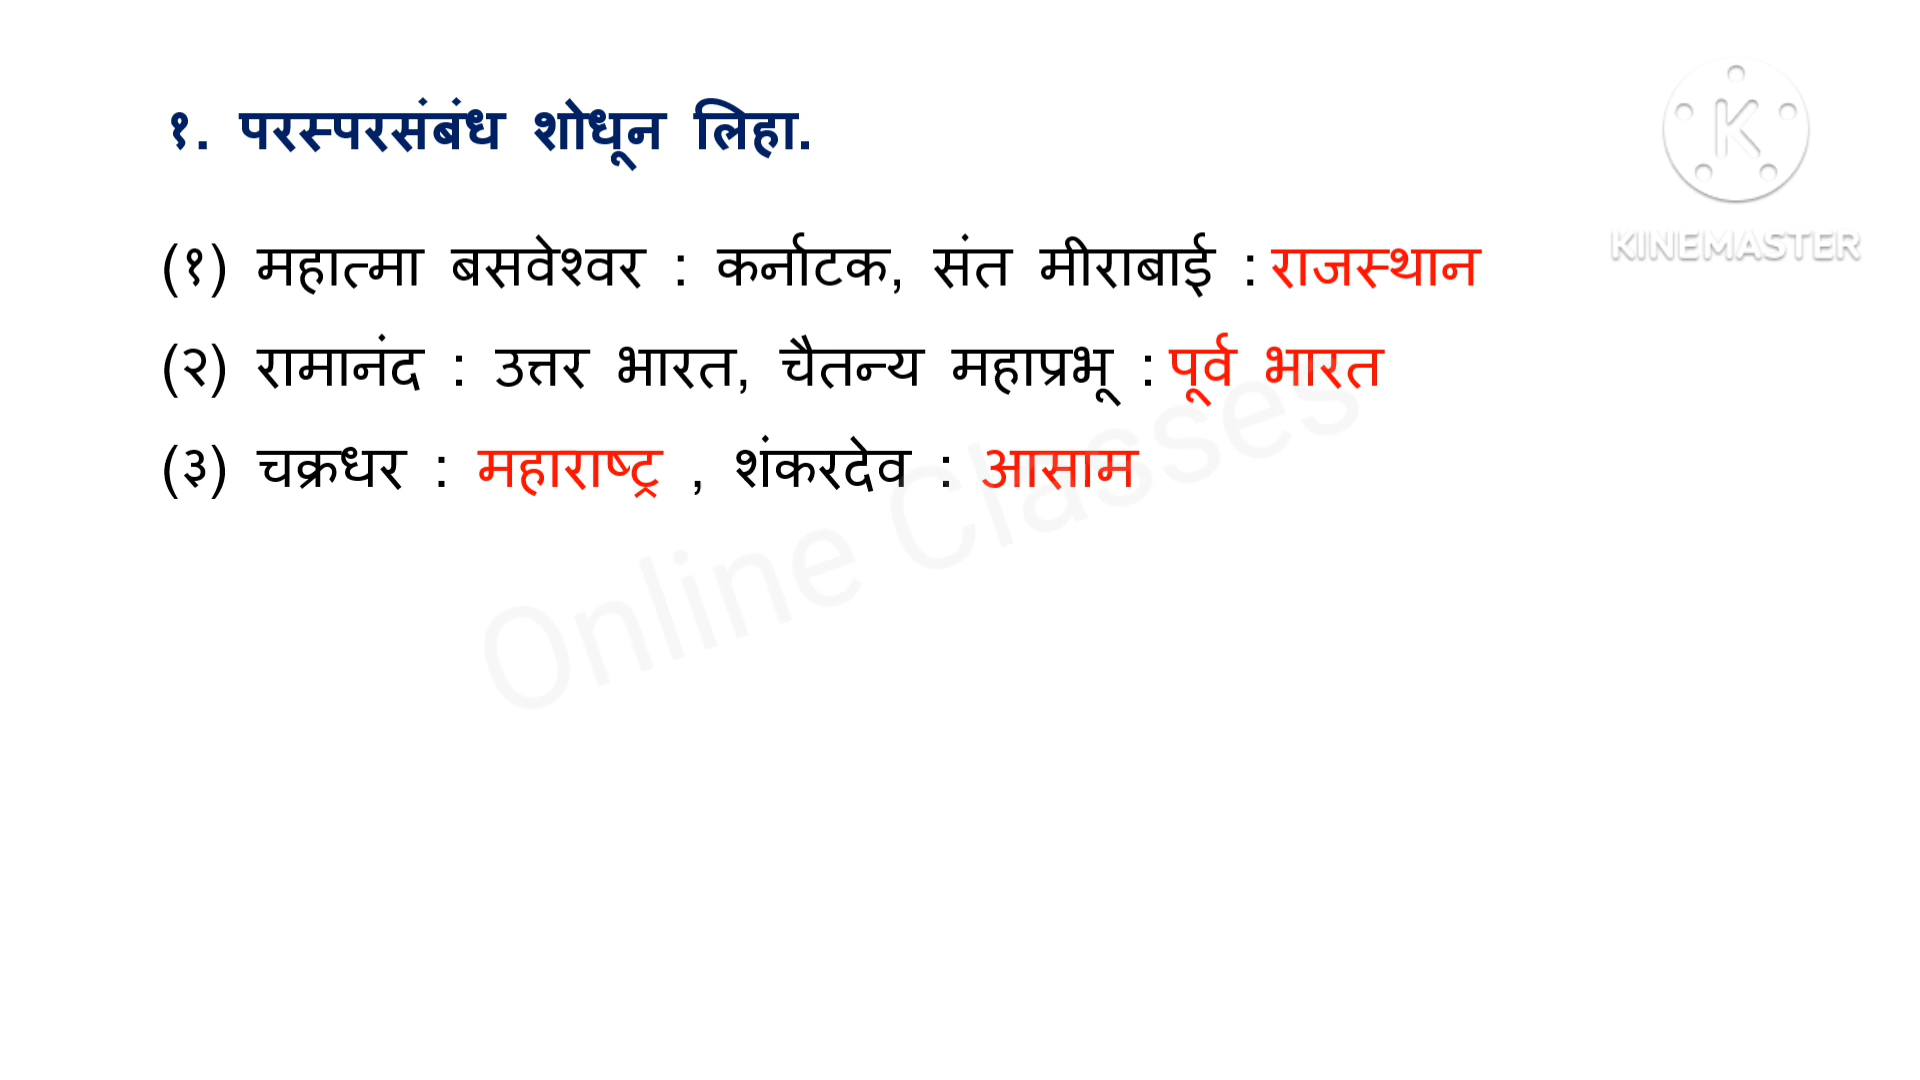 १. परस्परसंबंध शोधून लिहा.
KINEMASTER
(१) महात्मा बसवेश्वर : कर्नाटक, संत मीराबाई : राजस्थान
(२) रामानंद : उत्तर भारत, चैतन्य महाप्रभू : पूर्व भारत
(३) चक्रधर : महाराष्ट्र , शंकरदेव : आसाम
Online Classes